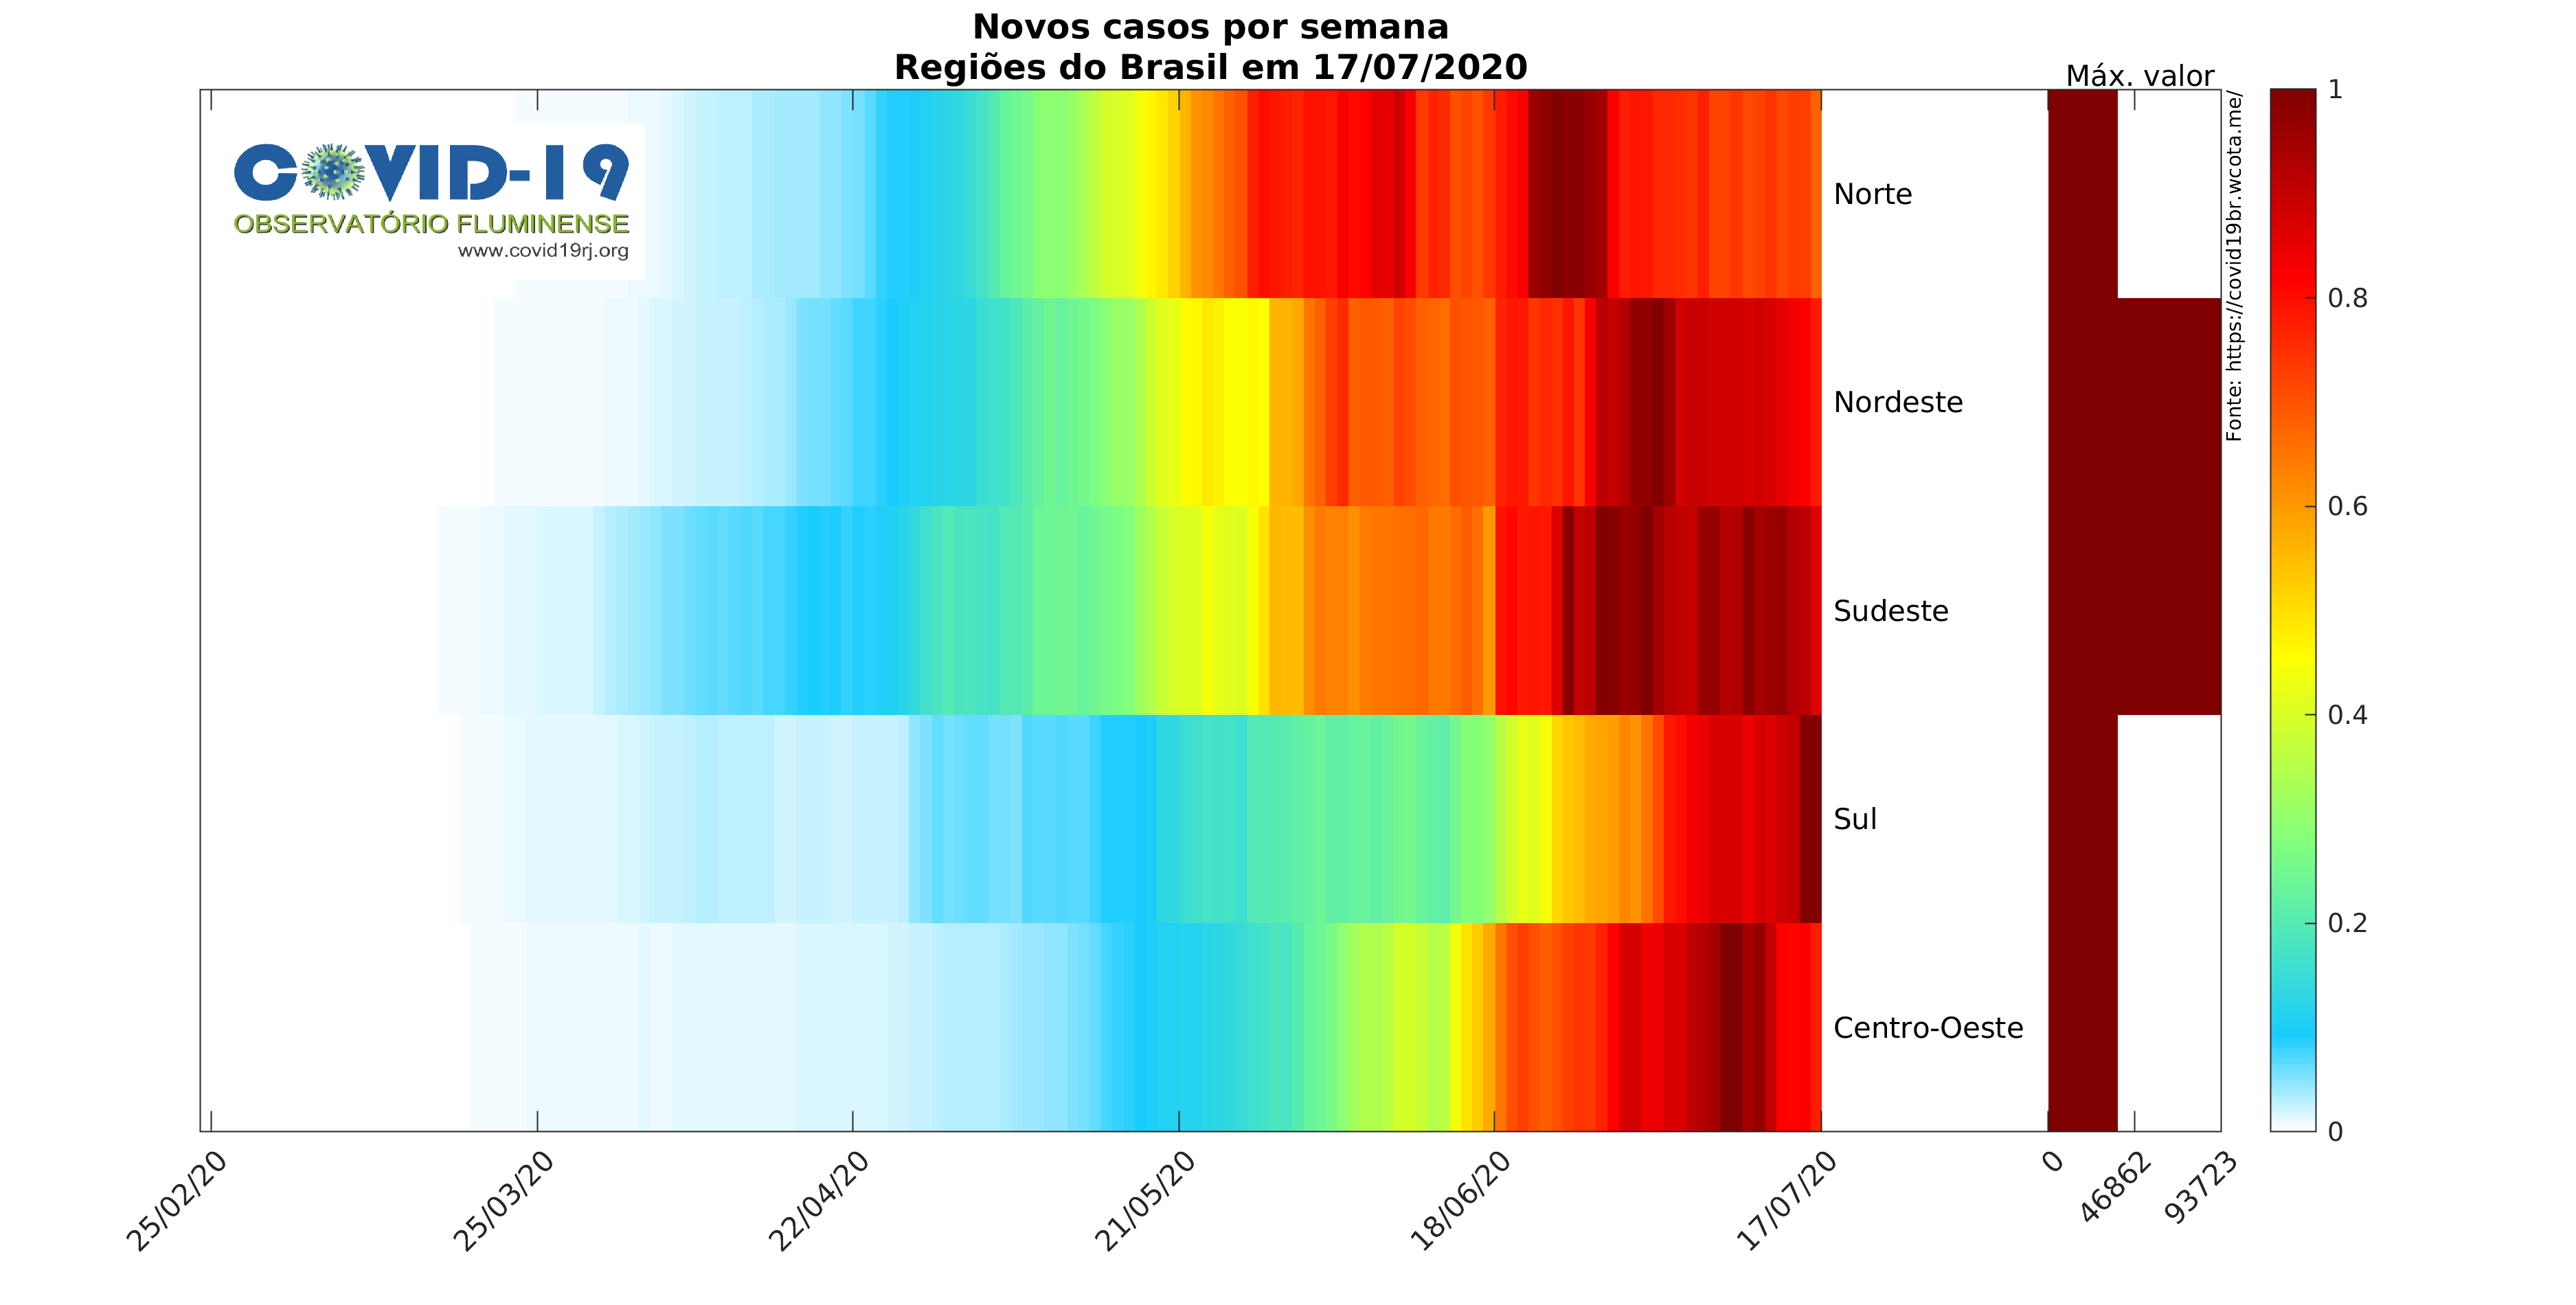 Novos casos por semana
Regiões do Brasil em 17/07/2020
Máx. valor
COVID-19
OBSERVATÓRIO FLUMINENSE
www.covid19rj.org
Norte
Nordeste
Sudeste
Sul
Centro-Oeste
Fonte: https://covid19br.wcota.me/
1
0.8
0.6
0.4
0.2
0
25/02/20
25/03/20
22/04/20
21/05/20
18/06/20
17/07/20
0
46862
93723